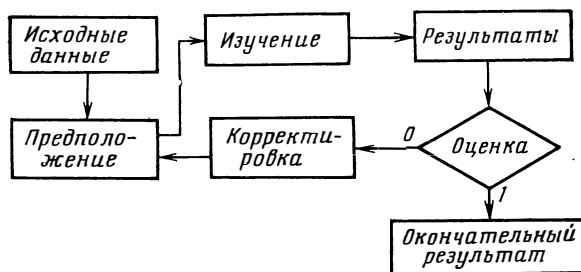 Исходные
данные
Изучение
Результаты
Предполо-
жение
Корректи-
ровка
0
Оценка
1
Окончательный
результат